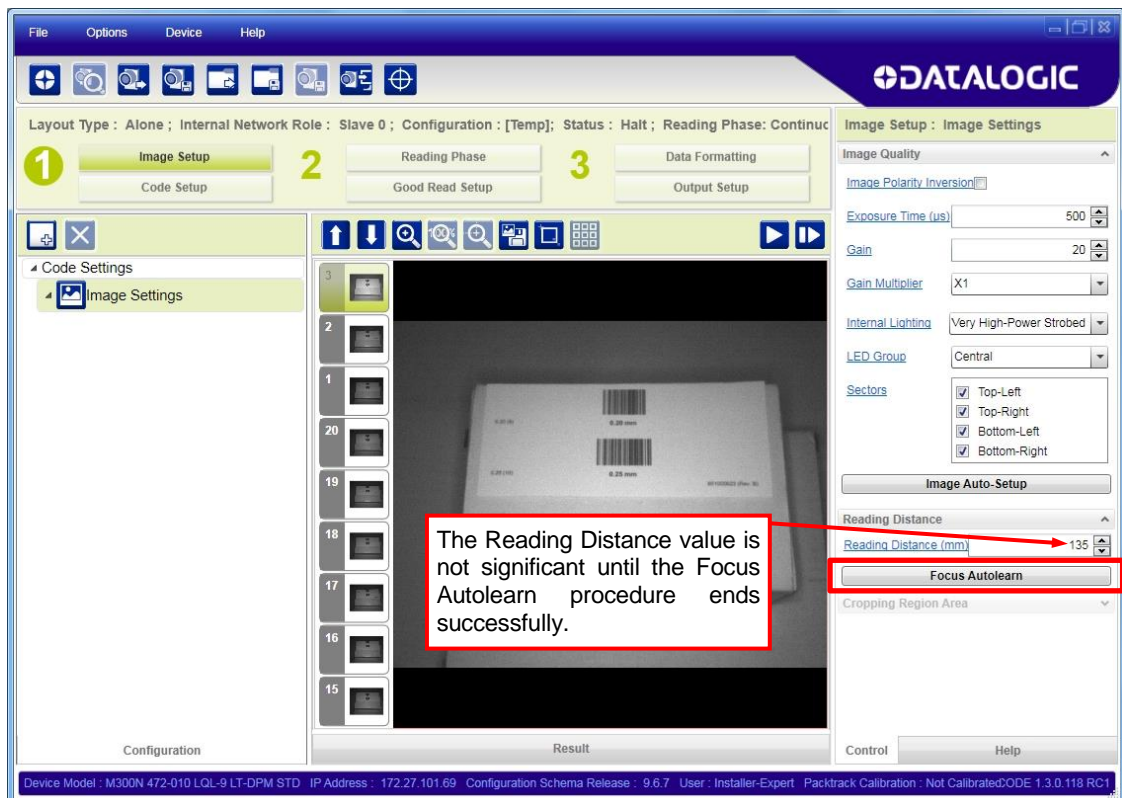 File Options Device Help
DATALOGIC
Layout Type : Alone ; Internal Network Role : Slave 0 ; Configuration : [Temp]; Status : Halt ; Reading Phase: Continuc
Image Setup : Image Settings
1 Image Setup 2 Reading Phase 3 Data Formatting
Code Setup Good Read Setup Output Setup
Image Quality
Image Polarity Inversion
Exposure Time (µs) 500
Gain 20
Gain Multiplier X1
Internal Lighting Very High-Power Strobed
LED Group Central
Sectors
Top-Left
Top-Right
Bottom-Left
Bottom-Right
Image Auto-Setup
Reading Distance
Reading Distance (mm) 135
Focus Autolearn
Cropping Region Area
Code Settings
Image Settings
3
2
1
20
19
18
17
16
15
0.20 mm
0.25 mm
The Reading Distance value is
not significant until the Focus
Autolearn procedure ends
successfully.
Configuration
Result
Control Help
Device Model : M300N 472-010 LQL-9 LT-DPM STD IP Address : 172.27.101.69 Configuration Schema Release : 9.6.7 User : Installer-Expert Packtrack Calibration : Not Calibrated CODE 1.3.0.118 RC1